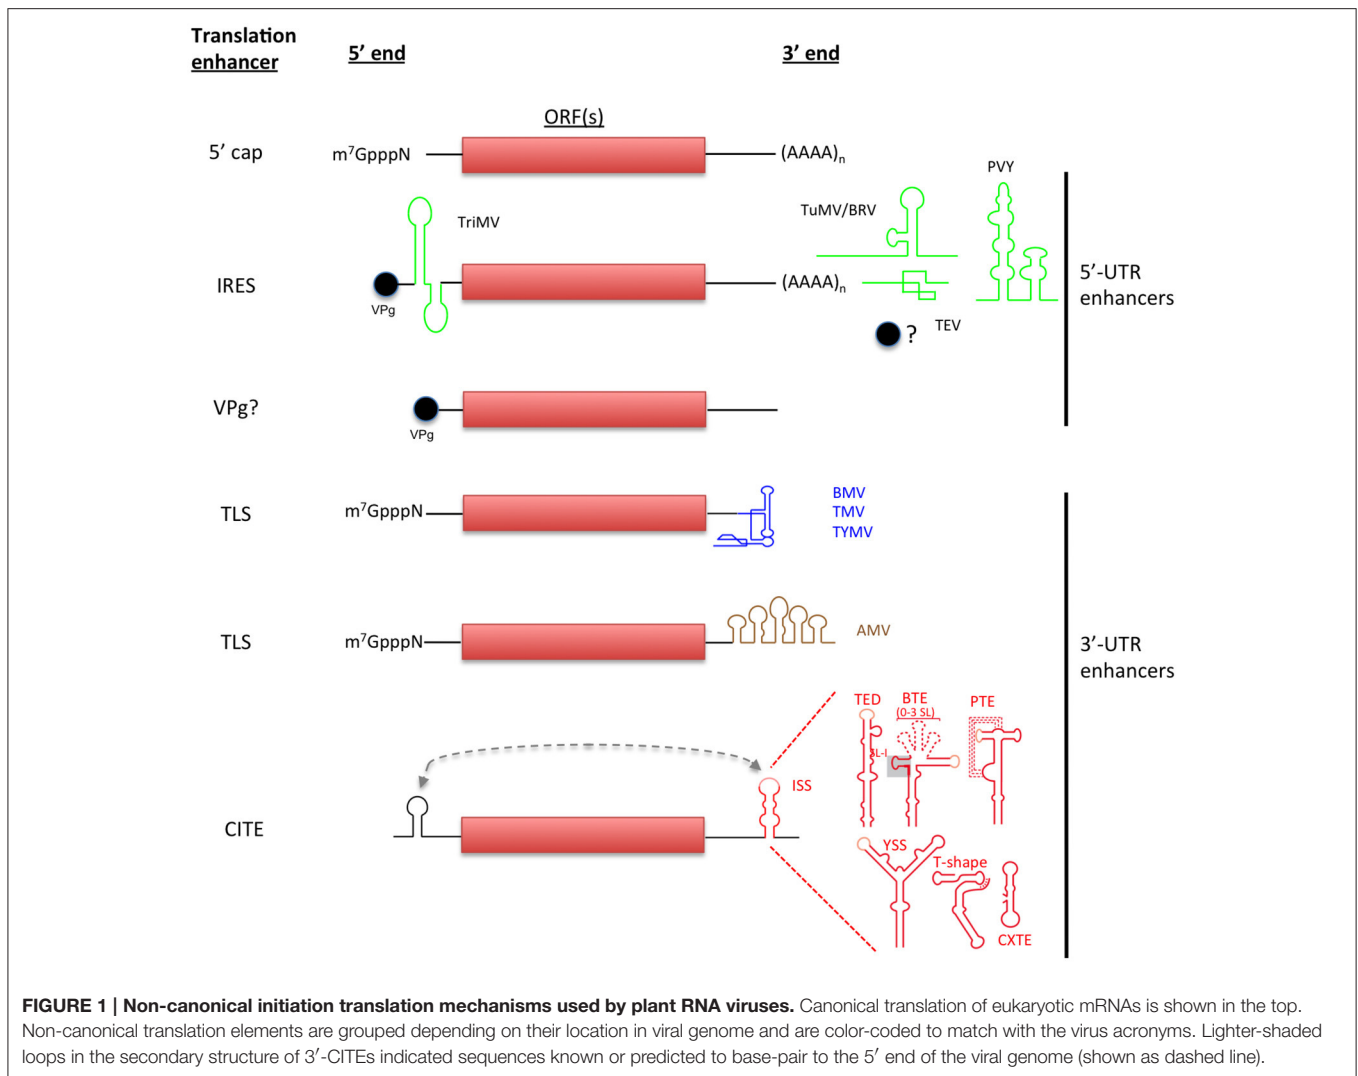 Translation
enhancer
5′ end
3′ end
ORF(s)
5′ cap
m⁷GpppN
(AAAA)ₙ
PVY
TriMV
TuMV/BRV
IRES
VPg
(AAAA)ₙ
5′-UTR
enhancers
? TEV
VPg?
VPg
TLS
m⁷GpppN
BMV
TMV
TYMV
TLS
m⁷GpppN
AMV
3′-UTR
enhancers
TED
BTE
(0-3 SL)
PTE
SL-I
ISS
CITE
YSS
T-shape
CXTE
FIGURE 1 | Non-canonical initiation translation mechanisms used by plant RNA viruses. Canonical translation of eukaryotic mRNAs is shown in the top.
Non-canonical translation elements are grouped depending on their location in viral genome and are color-coded to match with the virus acronyms. Lighter-shaded
loops in the secondary structure of 3′-CITEs indicated sequences known or predicted to base-pair to the 5′ end of the viral genome (shown as dashed line).